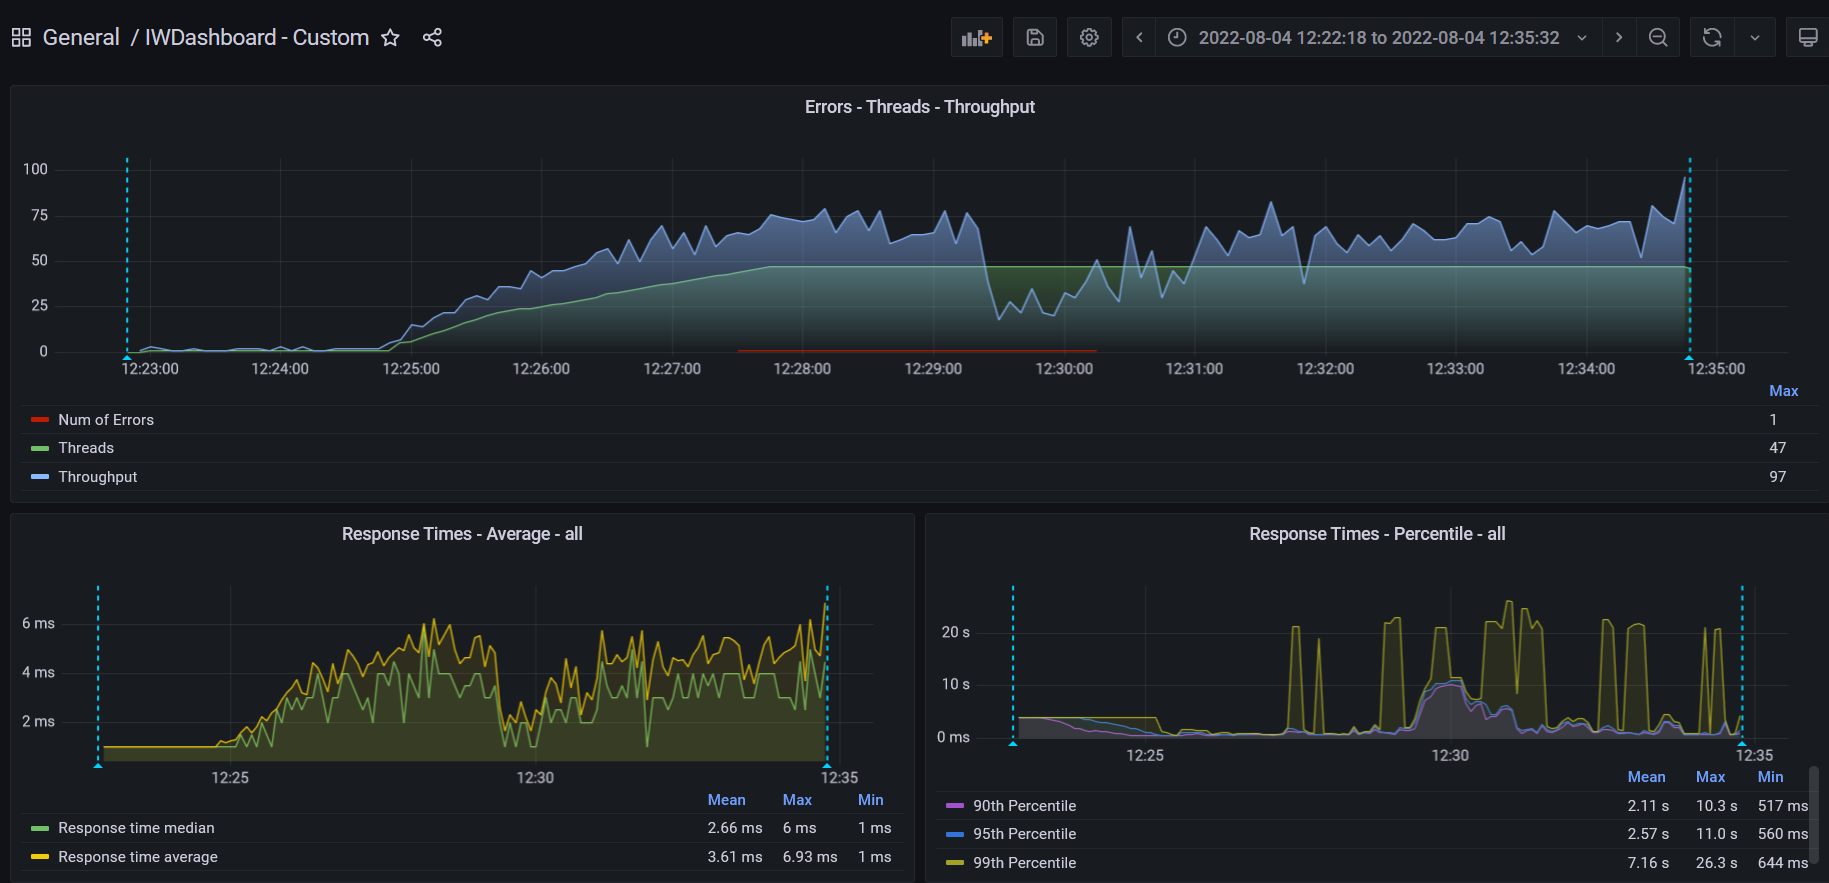 General / IWDashboard - Custom
2022-08-04 12:22:18 to 2022-08-04 12:35:32
Errors - Threads - Throughput
100
75
50
25
0
12:23:00 12:24:00 12:25:00 12:26:00 12:27:00 12:28:00 12:29:00 12:30:00 12:31:00 12:32:00 12:33:00 12:34:00 12:35:00
Max
Num of Errors 1
Threads 47
Throughput 97
Response Times - Average - all
6 ms
4 ms
2 ms
12:25 12:30 12:35
Mean Max Min
Response time median 2.66 ms 6 ms 1 ms
Response time average 3.61 ms 6.93 ms 1 ms
Response Times - Percentile - all
20 s
10 s
0 ms
12:25 12:30 12:35
Mean Max Min
90th Percentile 2.11 s 10.3 s 517 ms
95th Percentile 2.57 s 11.0 s 560 ms
99th Percentile 7.16 s 26.3 s 644 ms